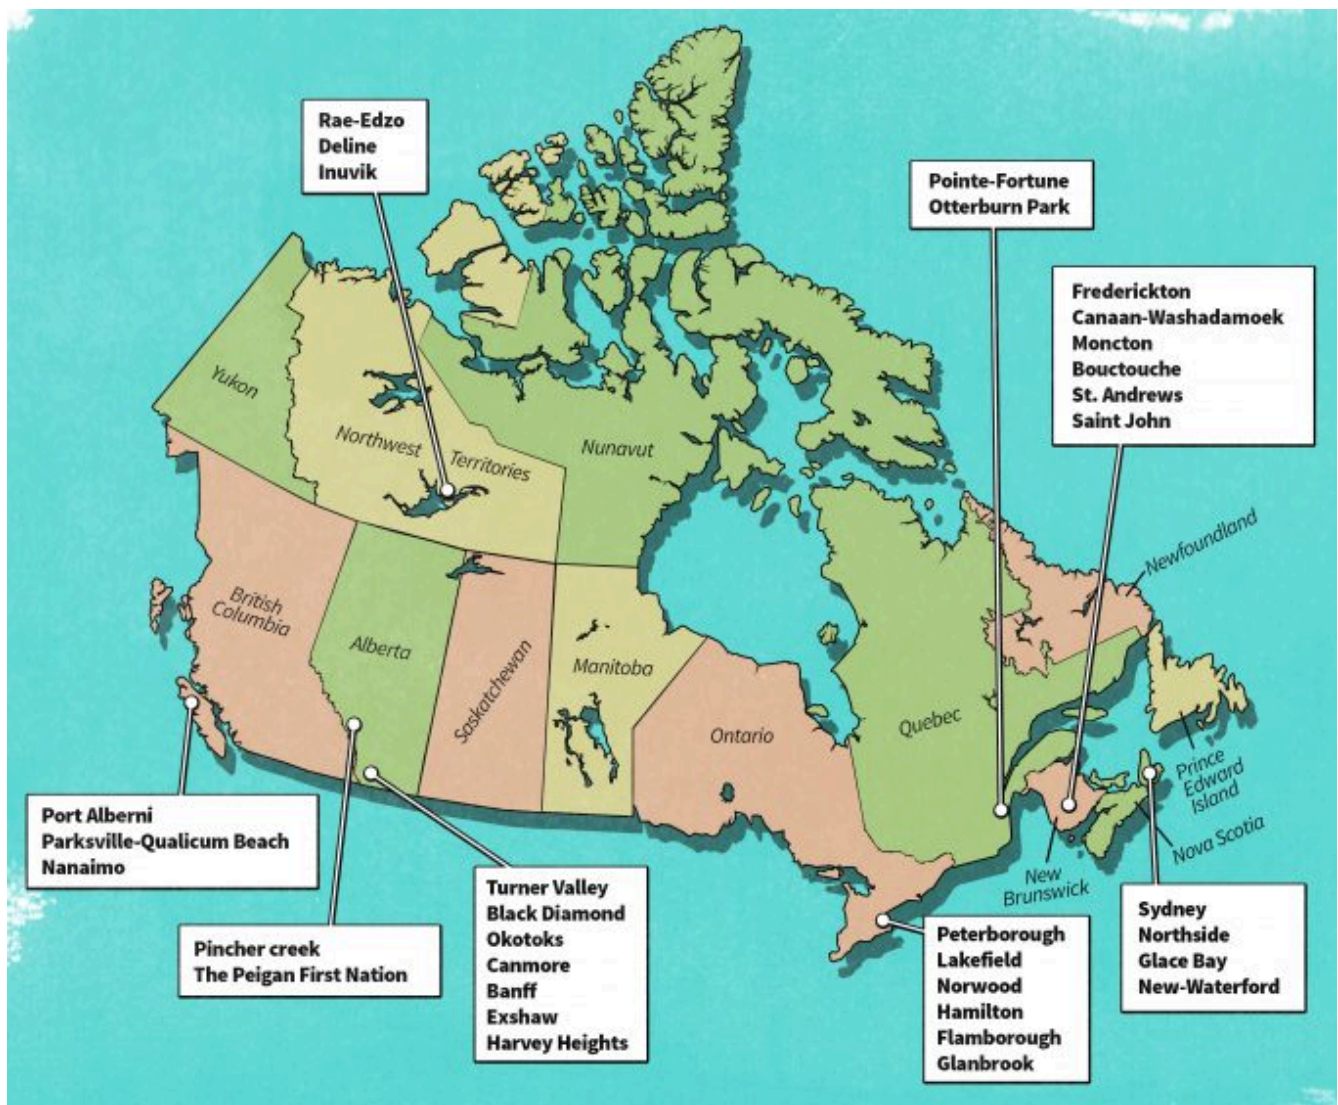 Rae-Edzo
Deline
Inuvik
Pointe-Fortune
Otterburn Park
Frederickton
Canaan-Washadamoek
Moncton
Bouctouche
St. Andrews
Saint John
Yukon
Northwest Territories
Nunavut
Newfoundland
British
Columbia
Alberta
Saskatchewan
Manitoba
Ontario
Quebec
Prince
Edward
Island
Nova Scotia
New
Brunswick
Port Alberni
Parksville-Qualicum Beach
Nanaimo
Pincher creek
The Peigan First Nation
Turner Valley
Black Diamond
Okotoks
Canmore
Banff
Exshaw
Harvey Heights
Peterborough
Lakefield
Norwood
Hamilton
Flamborough
Glanbrook
Sydney
Northside
Glace Bay
New-Waterford